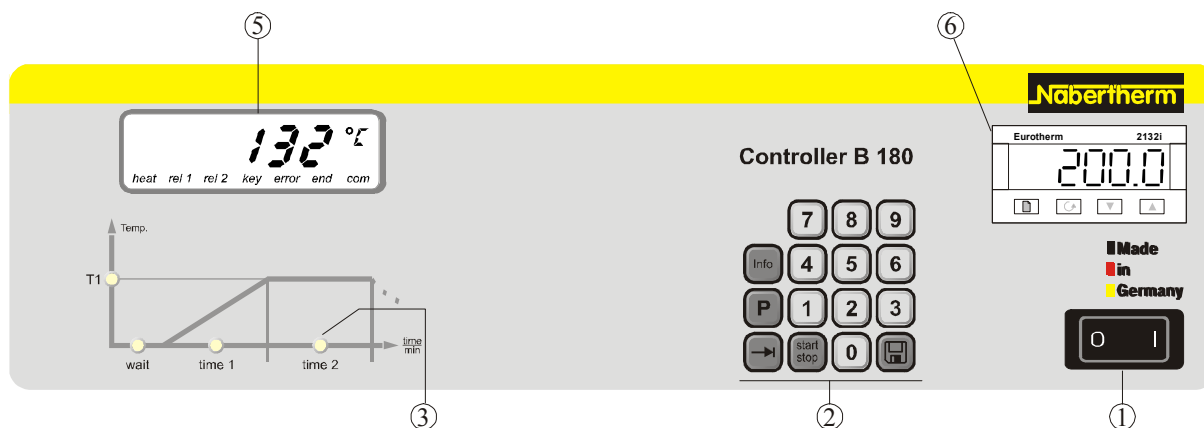 5
6
Nabertherm
132 °C
heat rel 1 rel 2 key error end com
Eurotherm 2132i
200.0
Controller B 180
7 8 9
Info 4 5 6
P 1 2 3
start
stop
0
Temp.
T1
wait time 1 time 2
time
min
Made
in
Germany
O I
3
2
1